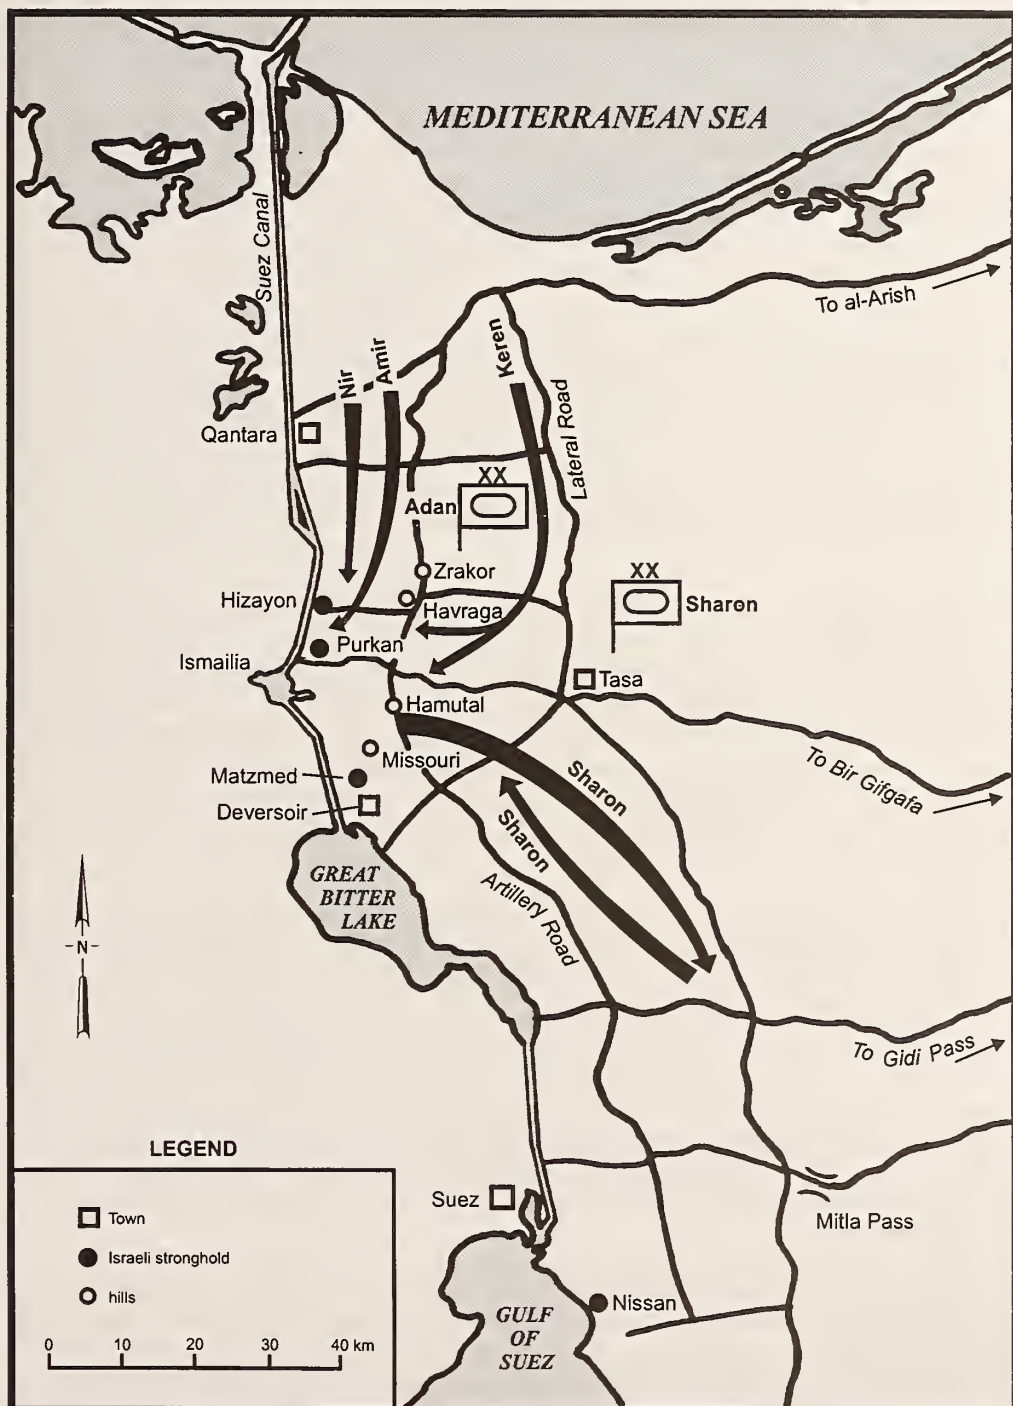 MEDITERRANEAN SEA
Suez Canal
To al-Arish
Nir
Amir
Keren
Lateral Road
Qantara
XX
Adan
Zrakor
XX
Sharon
Hizayon
Havraga
Purkan
Ismailia
Tasa
Hamutal
Missouri
To Bir Gifgafa
Matzmed
Sharon
Deversoir
Sharon
GREAT
BITTER
LAKE
Artillery Road
-N-
To Gidi Pass
LEGEND
Suez
Mitla Pass
Town
Israeli stronghold
hills
Nissan
GULF
OF
SUEZ
0 10 20 30 40 km